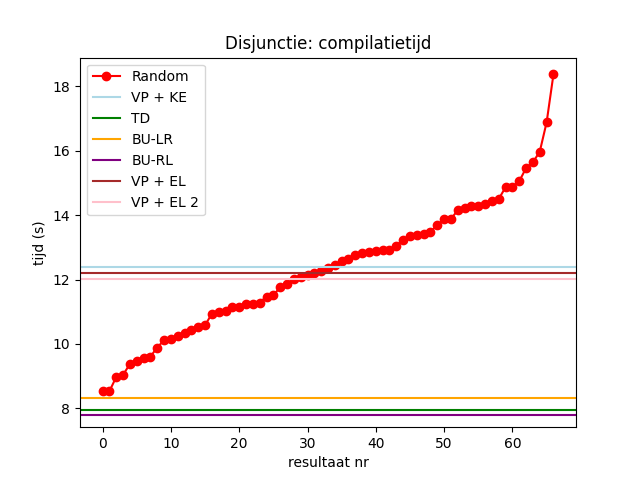 Disjunctie: compilatietijd
Random
VP + KE
TD
BU-LR
BU-RL
VP + EL
VP + EL 2
tijd (s)
18
16
14
12
10
8
0 10 20 30 40 50 60
resultaat nr